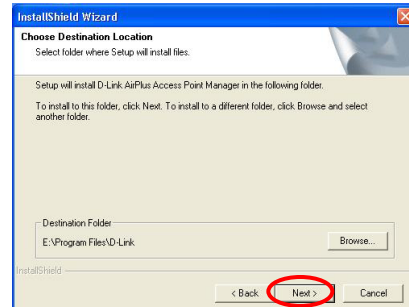 InstallShield Wizard
Choose Destination Location
Select folder where Setup will install files.
Setup will install D-Link AirPlus Access Point Manager in the following folder.
To install to this folder, click Next. To install to a different folder, click Browse and select
another folder.
Destination Folder
E:\Program Files\D-Link
Browse...
InstallShield
< Back
Next >
Cancel